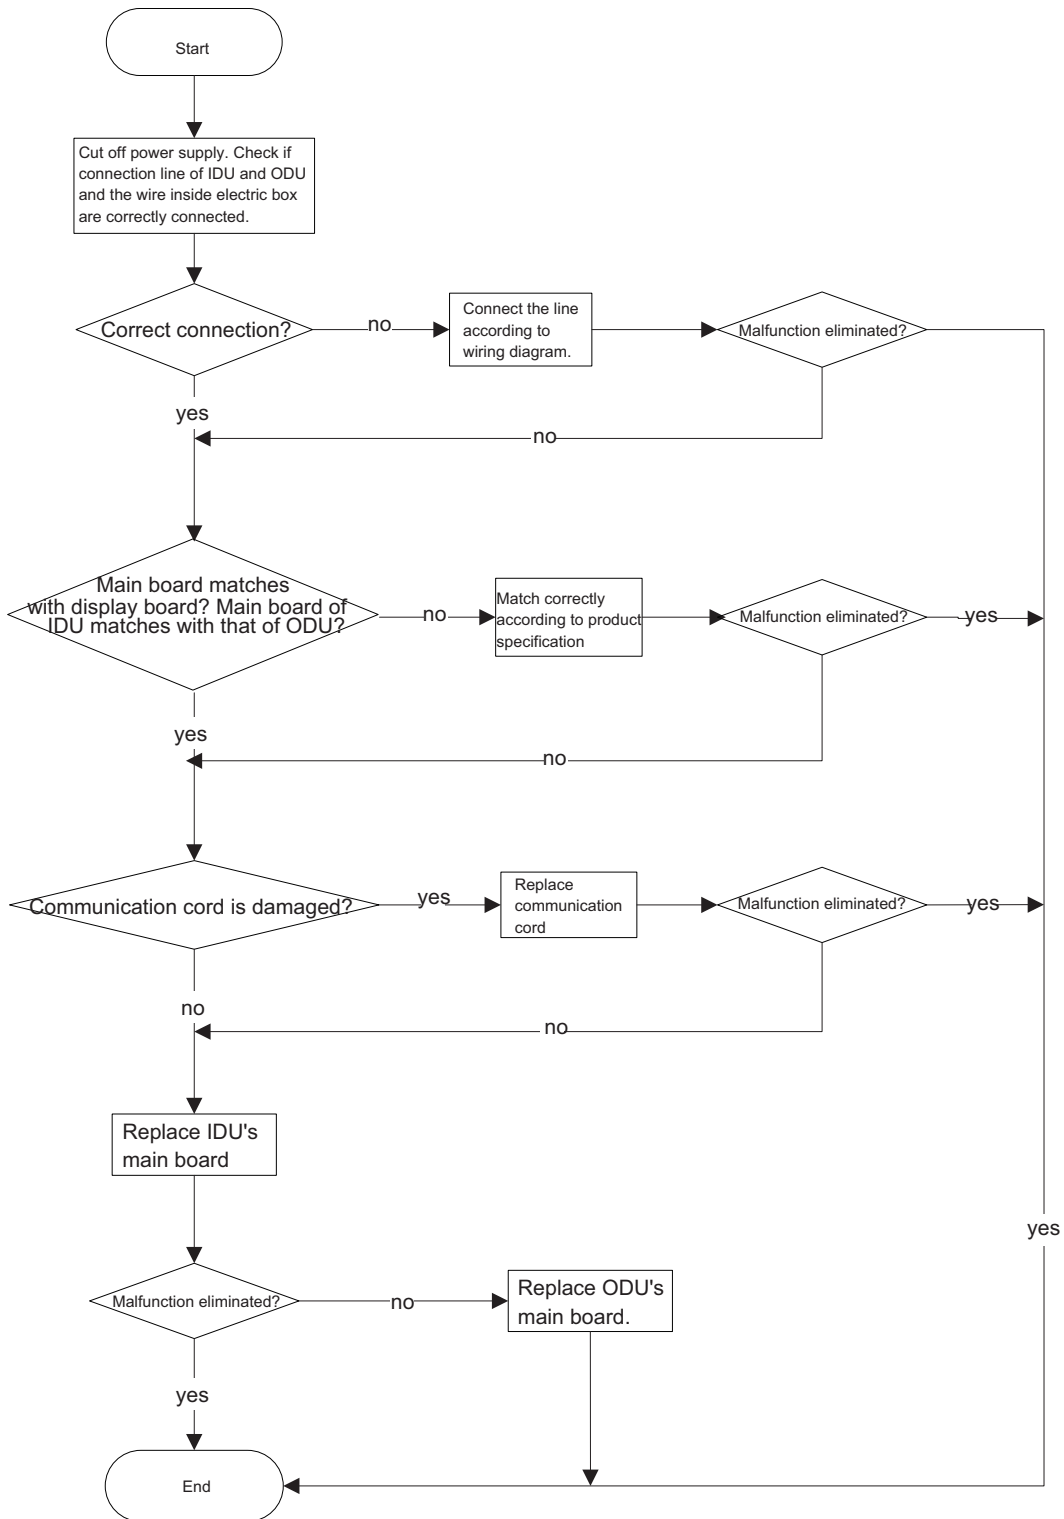 Start
Cut off power supply. Check if
connection line of IDU and ODU
and the wire inside electric box
are correctly connected.
Correct connection?
no
Connect the line
according to
wiring diagram.
Malfunction eliminated?
yes
no
Main board matches
with display board? Main board of
IDU matches with that of ODU?
no
Match correctly
according to product
specification
Malfunction eliminated?
yes
yes
no
Communication cord is damaged?
yes
Replace
communication
cord
Malfunction eliminated?
yes
no
no
Replace IDU's
main board
yes
Malfunction eliminated?
no
Replace ODU's
main board.
yes
End